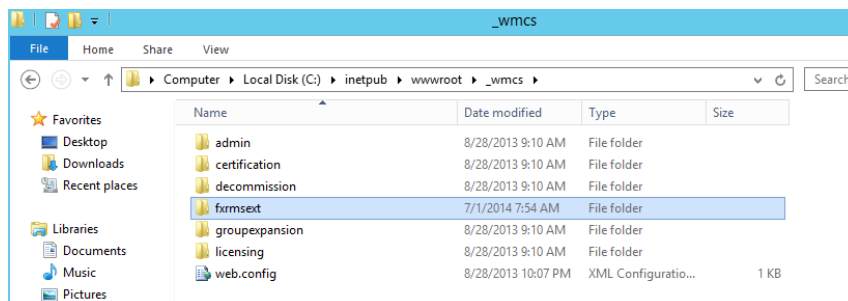 _wmcs
File Home Share View
Computer Local Disk (C:) inetpub wwwroot _wmcs
Search
Name Date modified Type Size
Favorites
Desktop
Downloads
Recent places
Libraries
Documents
Music
Pictures
admin 8/28/2013 9:10 AM File folder
certification 8/28/2013 9:10 AM File folder
decommission 8/28/2013 9:10 AM File folder
fxrmsext 7/1/2014 7:54 AM File folder
groupexpansion 8/28/2013 9:10 AM File folder
licensing 8/28/2013 9:10 AM File folder
web.config 8/28/2013 10:07 PM XML Configuratio... 1 KB